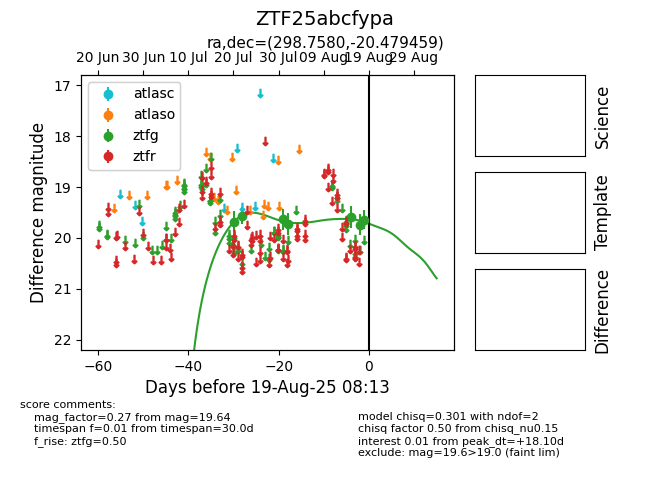 ZTF25abcfypa
ra,dec=(298.7580,-20.479459)
20 Jun 30 Jun 10 Jul 20 Jul 30 Jul 09 Aug 19 Aug 29 Aug
17
18
19
20
21
22
Difference magnitude
atlasc
atlaso
ztfg
ztfr
−60 −40 −20 0
Days before 19-Aug-25 08:13
Science
Template
Difference
score comments:
mag_factor=0.27 from mag=19.64
timespan f=0.01 from timespan=30.0d
f_rise: ztfg=0.50
model chisq=0.301 with ndof=2
chisq factor 0.50 from chisq_nu0.15
interest 0.01 from peak_dt=+18.10d
exclude: mag=19.6>19.0 (faint lim)